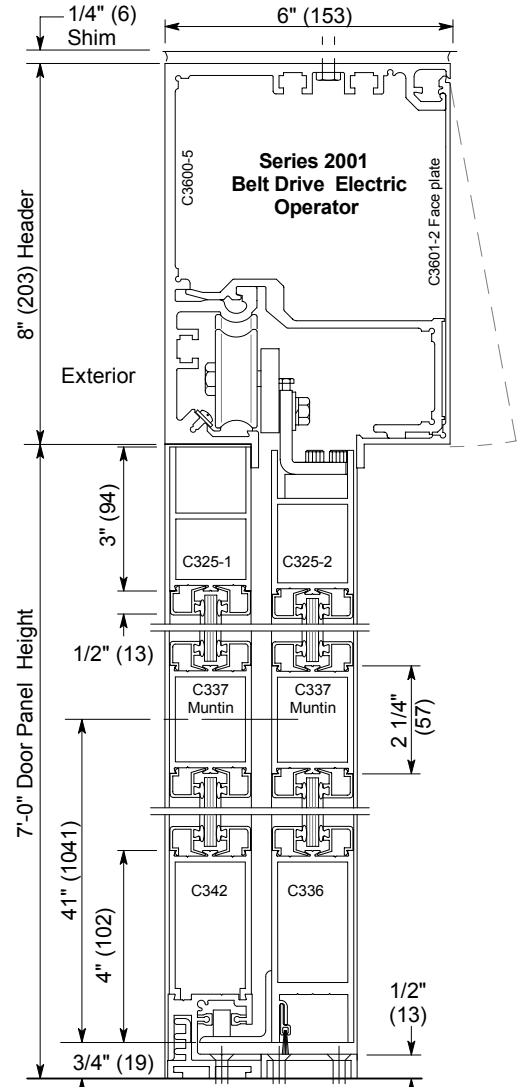 1/4" (6)
Shim
6" (153)
8" (203) Header
C3600-5
Series 2001
Belt Drive Electric
Operator
C3601-2 Face plate
Exterior
3" (94)
C325-1
C325-2
1/2" (13)
C337
Muntin
C337
Muntin
2 1/4"
(57)
7'-0" Door Panel Height
41" (1041)
4" (102)
C342
C336
1/2"
(13)
3/4" (19)